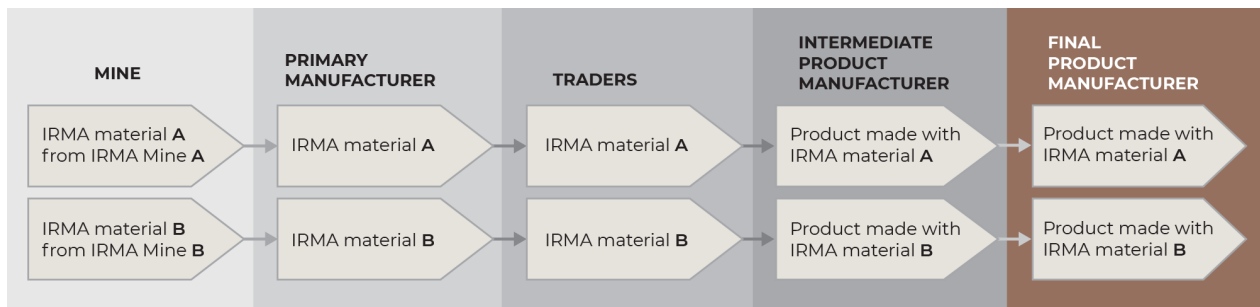 MINE
PRIMARY
MANUFACTURER
TRADERS
INTERMEDIATE
PRODUCT
MANUFACTURER
FINAL
PRODUCT
MANUFACTURER
IRMA material A
from IRMA Mine A
IRMA material A
IRMA material A
Product made with
IRMA material A
Product made with
IRMA material A
IRMA material B
from IRMA Mine B
IRMA material B
IRMA material B
Product made with
IRMA material B
Product made with
IRMA material B